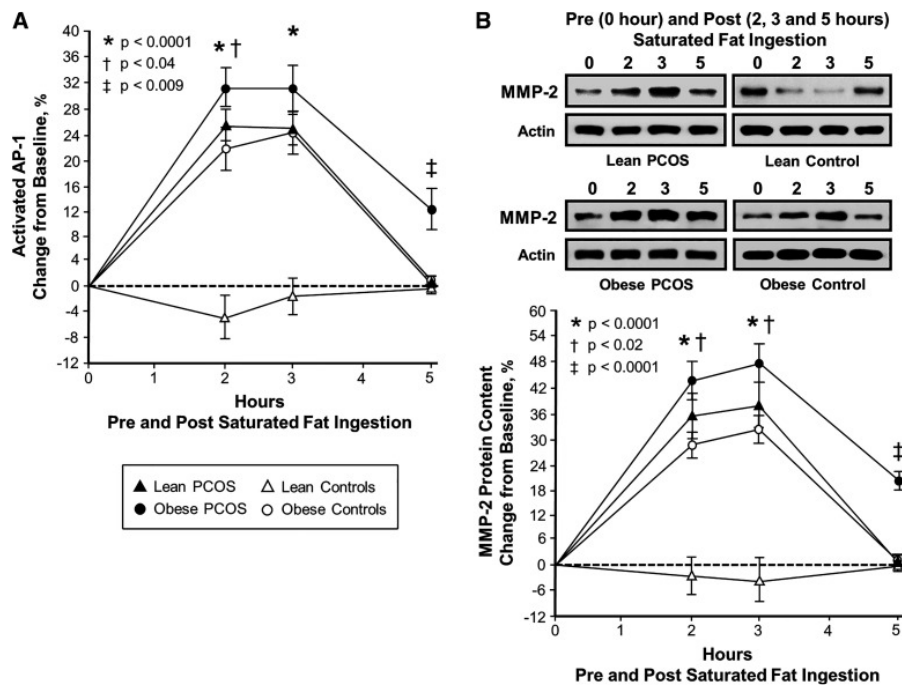 A
* p < 0.0001
† p < 0.04
‡ p < 0.009
* † *
‡
40
36
32
28
24
20
16
12
8
4
0
-4
-8
-12
Activated AP-1
Change from Baseline, %
0 1 2 3 4 5
Hours
Pre and Post Saturated Fat Ingestion
▲ Lean PCOS △ Lean Controls
● Obese PCOS ○ Obese Controls
B
Pre (0 hour) and Post (2, 3 and 5 hours)
Saturated Fat Ingestion
0 2 3 5 0 2 3 5
MMP-2
Actin
Lean PCOS Lean Control
0 2 3 5 0 2 3 5
MMP-2
Actin
Obese PCOS Obese Control
* p < 0.0001
† p < 0.02
‡ p < 0.0001
* † * †
‡
60
54
48
42
36
30
24
18
12
6
0
-6
-12
MMP-2 Protein Content
Change from Baseline, %
0 1 2 3 4 5
Hours
Pre and Post Saturated Fat Ingestion